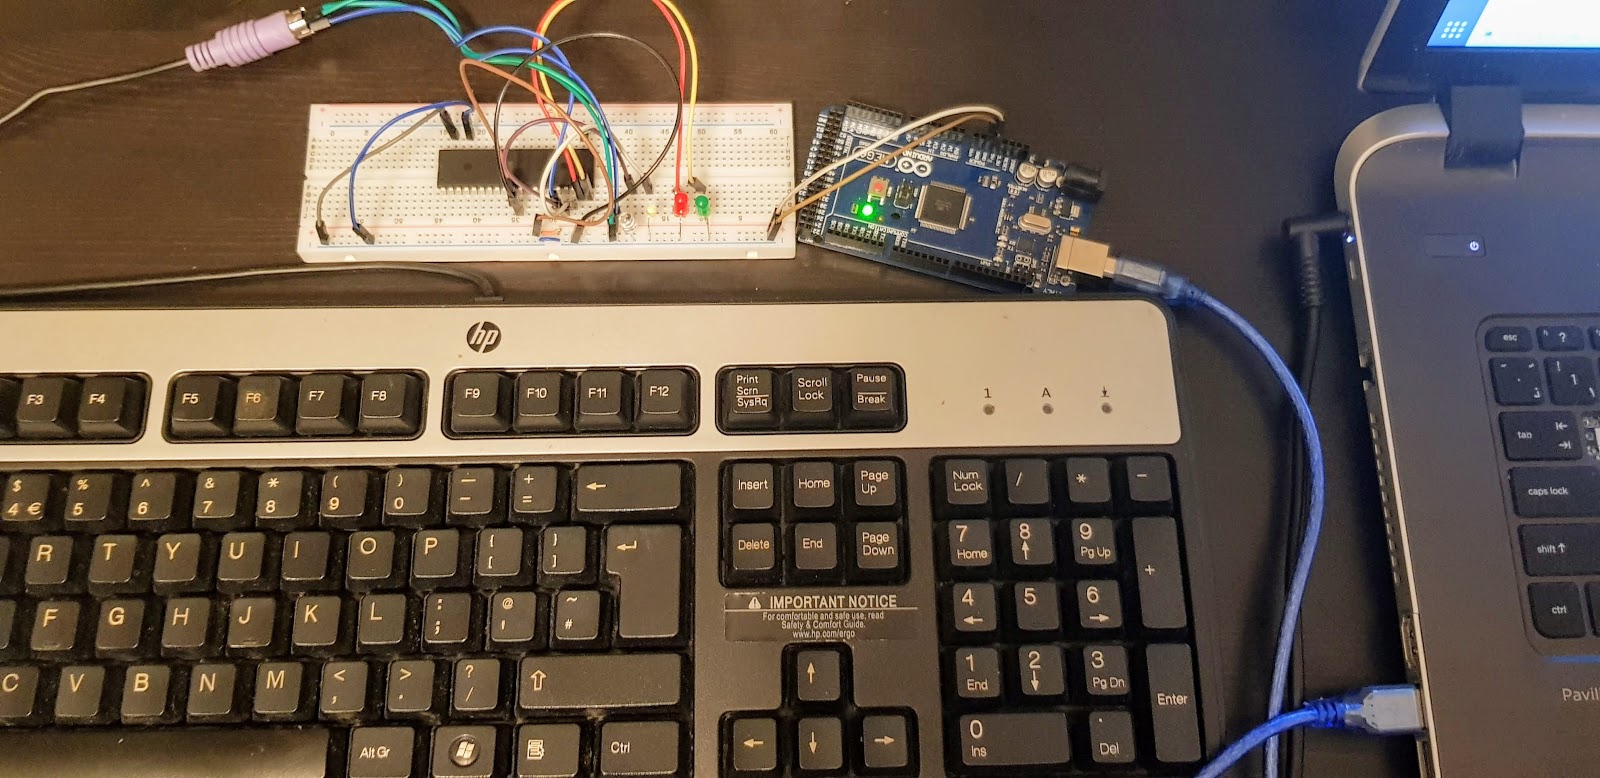 ARDUINO
MEGA
COMMUNICATION
hp
F3 F4 F5 F6 F7 F8 F9 F10 F11 F12
Print
Scrn
SysRq
Scroll
Lock
Pause
Break
1 A
$
4 €
%
5
^
6
&
7
*
8
(
9
)
0
_
-
+
=
←
Insert Home Page
Up
Num
Lock
/ * -
R T Y U I O P
{
[
}
]
Delete End Page
Down
7
Home
8
↑
9
Pg Up
+
F G H J K L
:
;
@
'
~
#
IMPORTANT NOTICE
For comfortable and safe use, read
Safety & Comfort Guide.
www.hp.com/ergo
4
←
5
6
→
C V B N M
<
,
>
.
?
/
⇧
↑
1
End
2
↓
3
Pg Dn
Enter
Alt Gr
Ctrl
← ↓ →
0
Ins
.
Del
esc
?
!
tab
caps lock
shift ↑
ctrl
Pavil